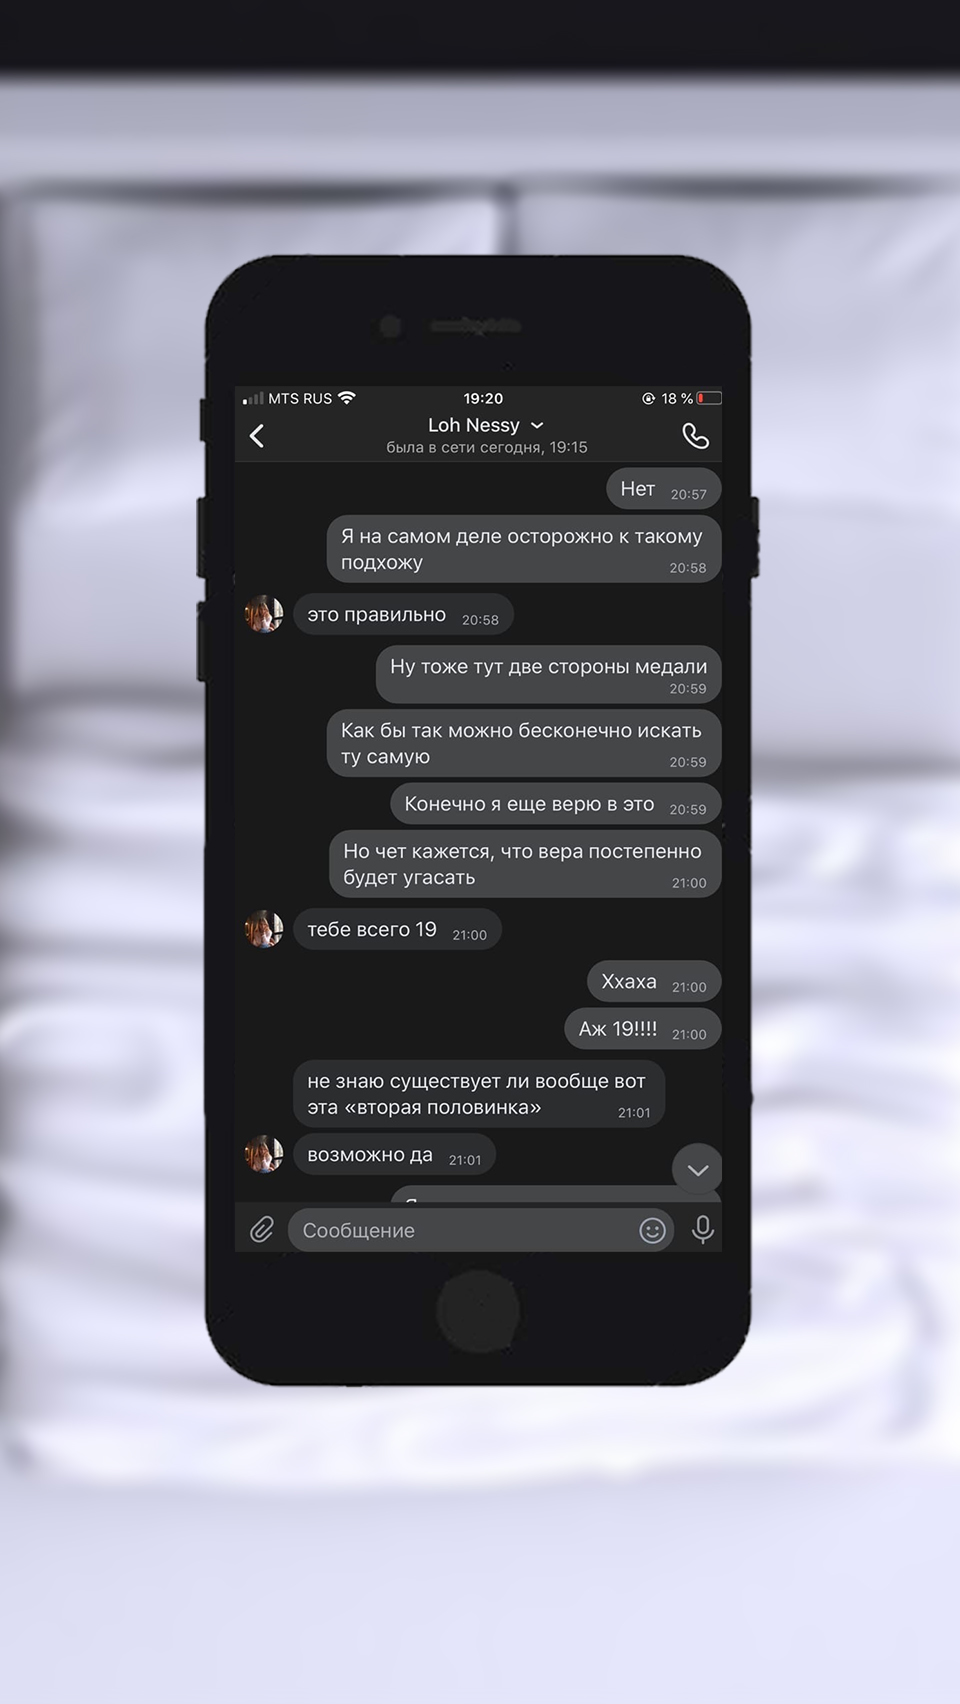 MTS RUS 19:20 18 %
Loh Nessy
была в сети сегодня, 19:15
Нет 20:57
Я на самом деле осторожно к такому
подхожу 20:58
это правильно 20:58
Ну тоже тут две стороны медали
20:59
Как бы так можно бесконечно искать
ту самую 20:59
Конечно я еще верю в это 20:59
Но чет кажется, что вера постепенно
будет угасать 21:00
тебе всего 19 21:00
Ххаха 21:00
Аж 19!!!! 21:00
не знаю существует ли вообще вот
эта «вторая половинка» 21:01
возможно да 21:01
Сообщение